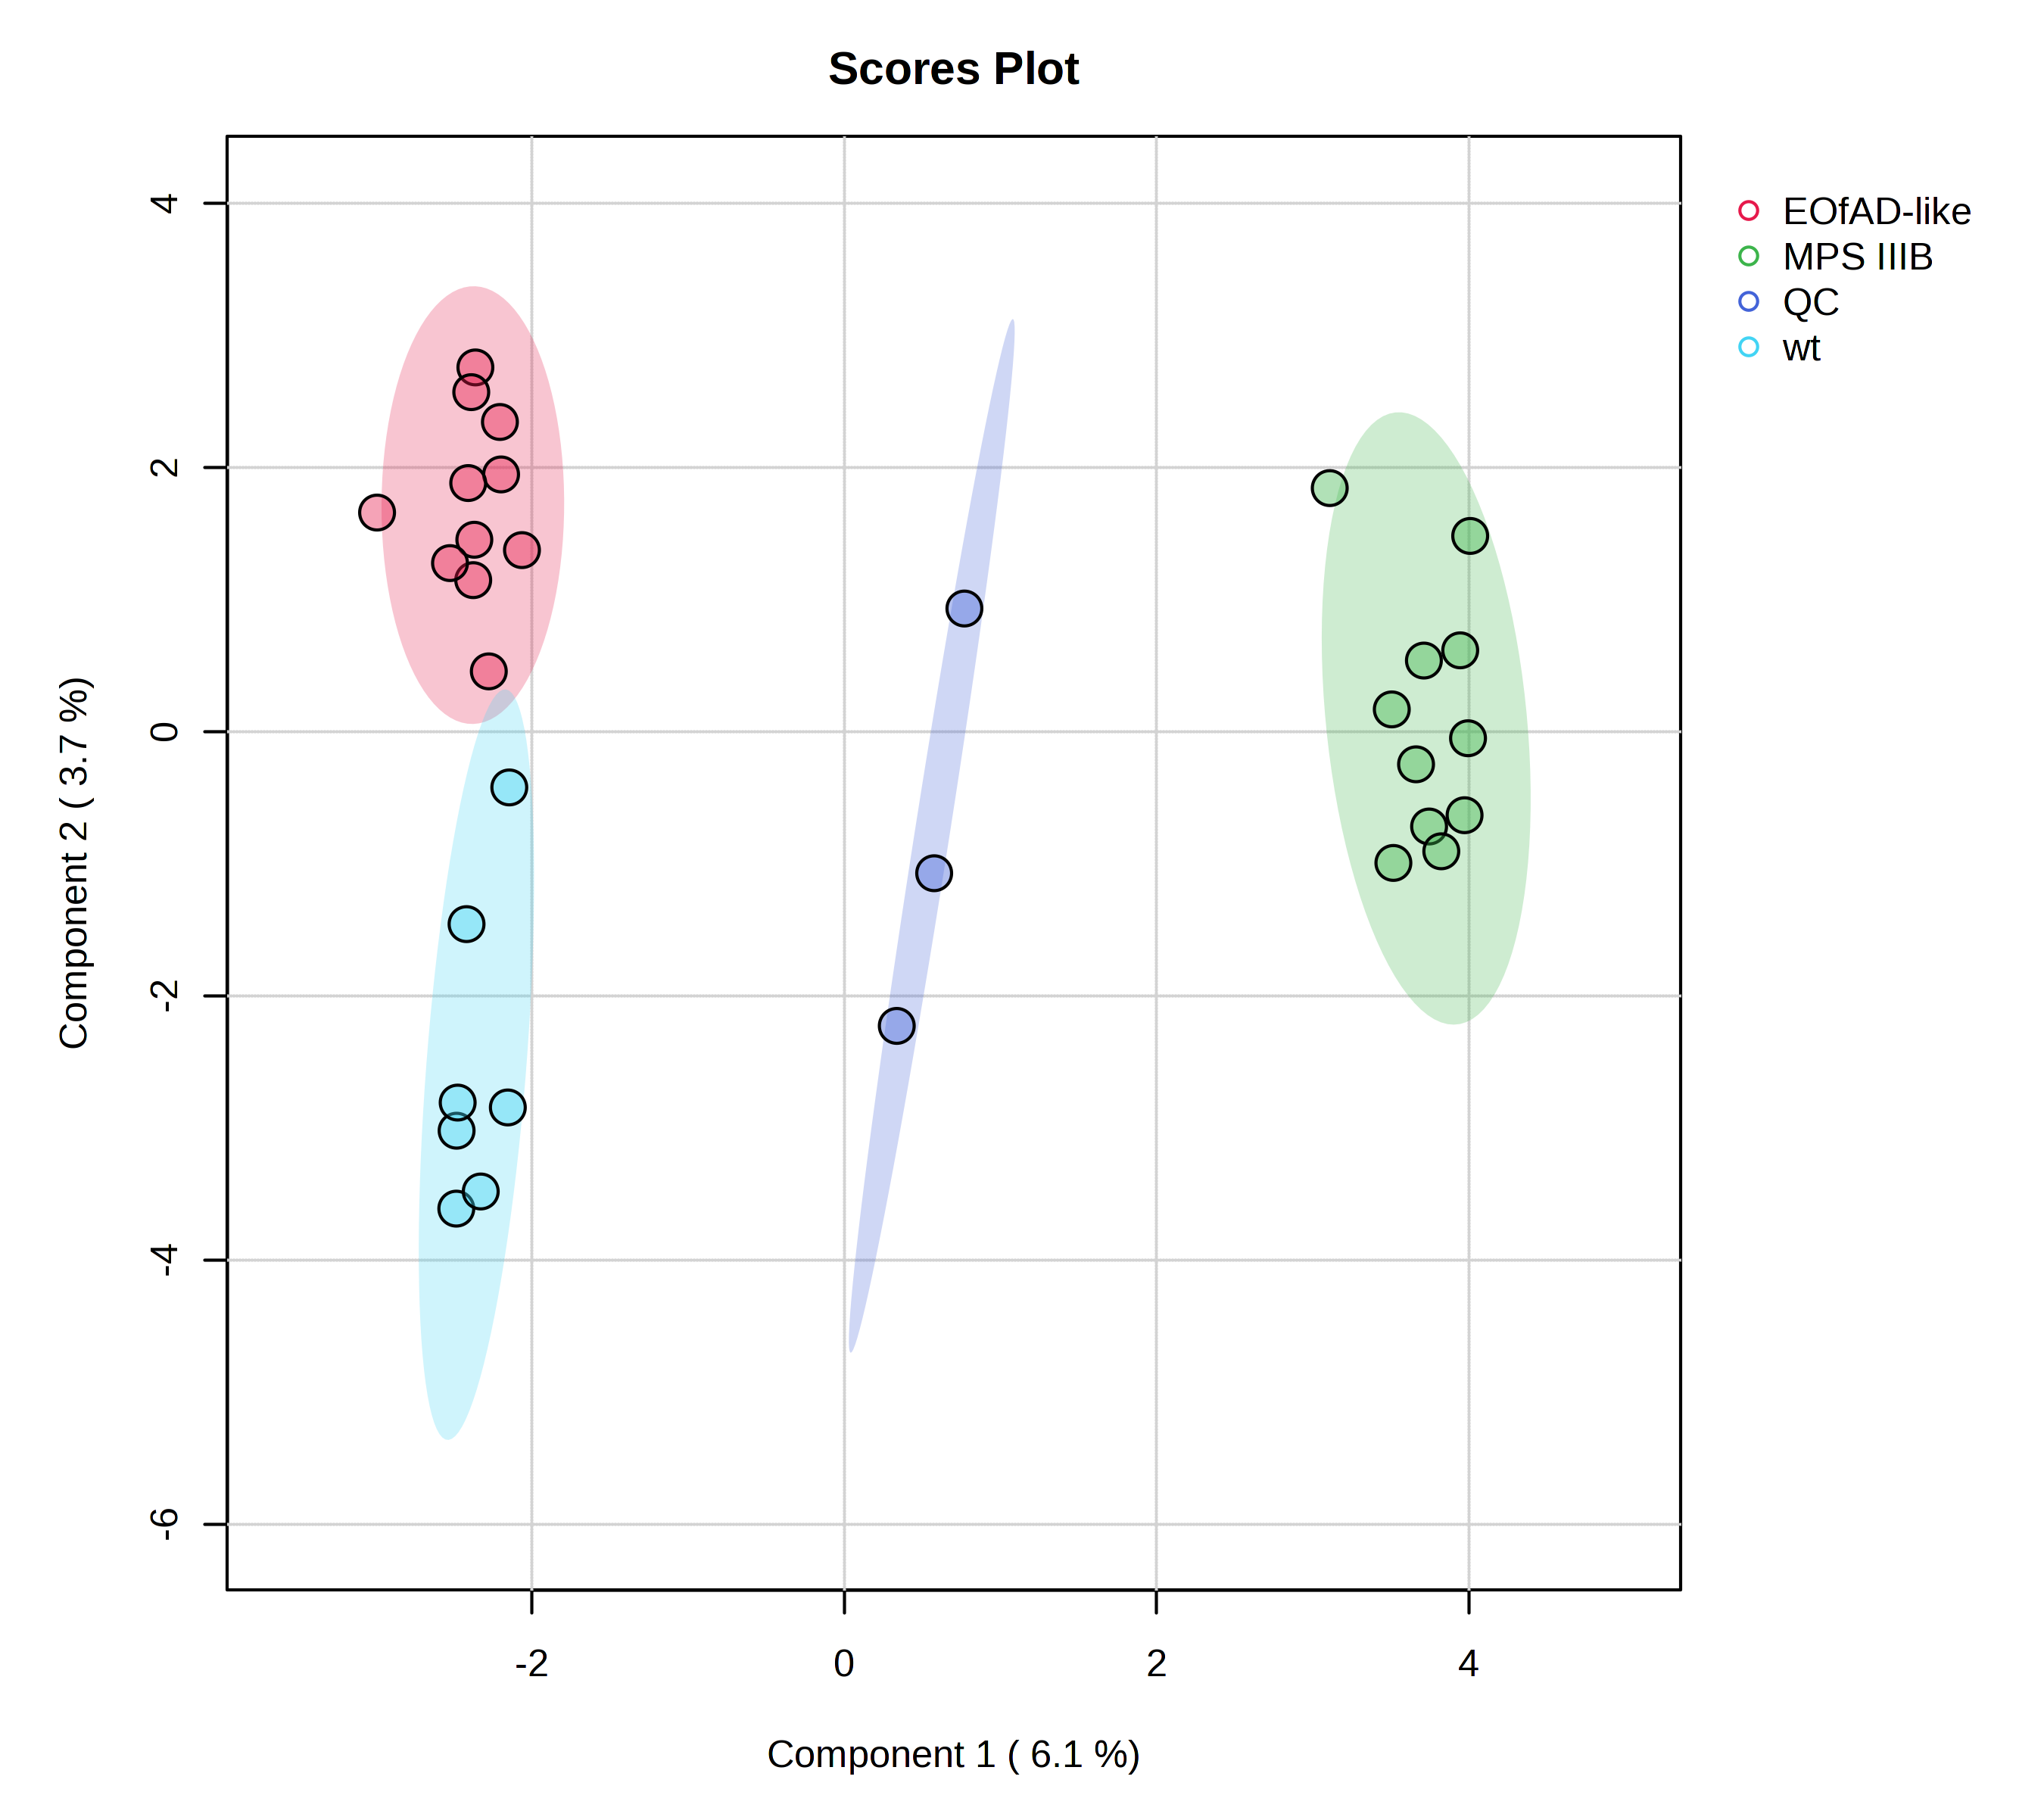 Scores Plot
EOfAD-like
MPS IIIB
QC
wt
Component 2 ( 3.7 %)
4
2
0
-2
-4
-6
-2 0 2 4
Component 1 ( 6.1 %)